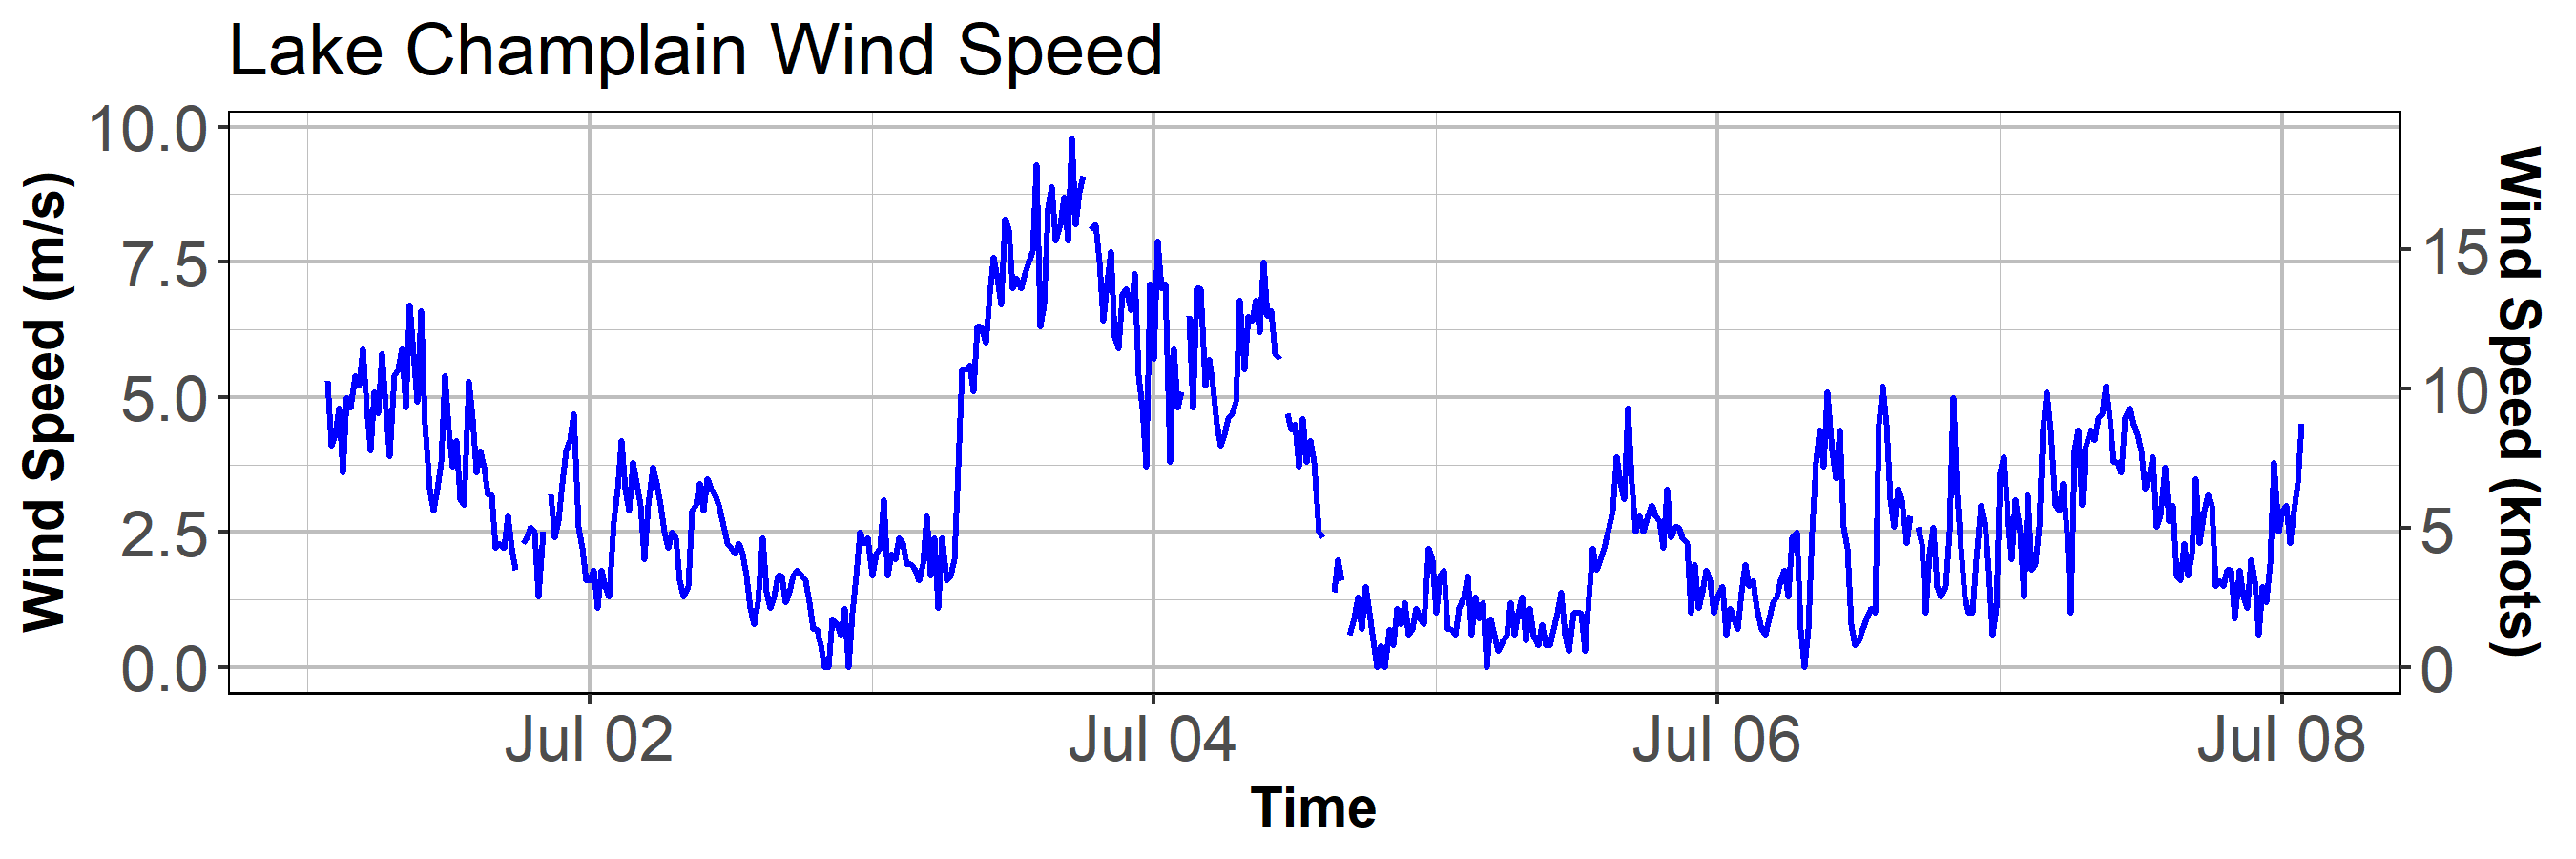 Lake Champlain Wind Speed
Wind Speed (m/s)
10.0
7.5
5.0
2.5
0.0
Wind Speed (knots)
15
10
5
0
Jul 02 Jul 04 Jul 06 Jul 08
Time